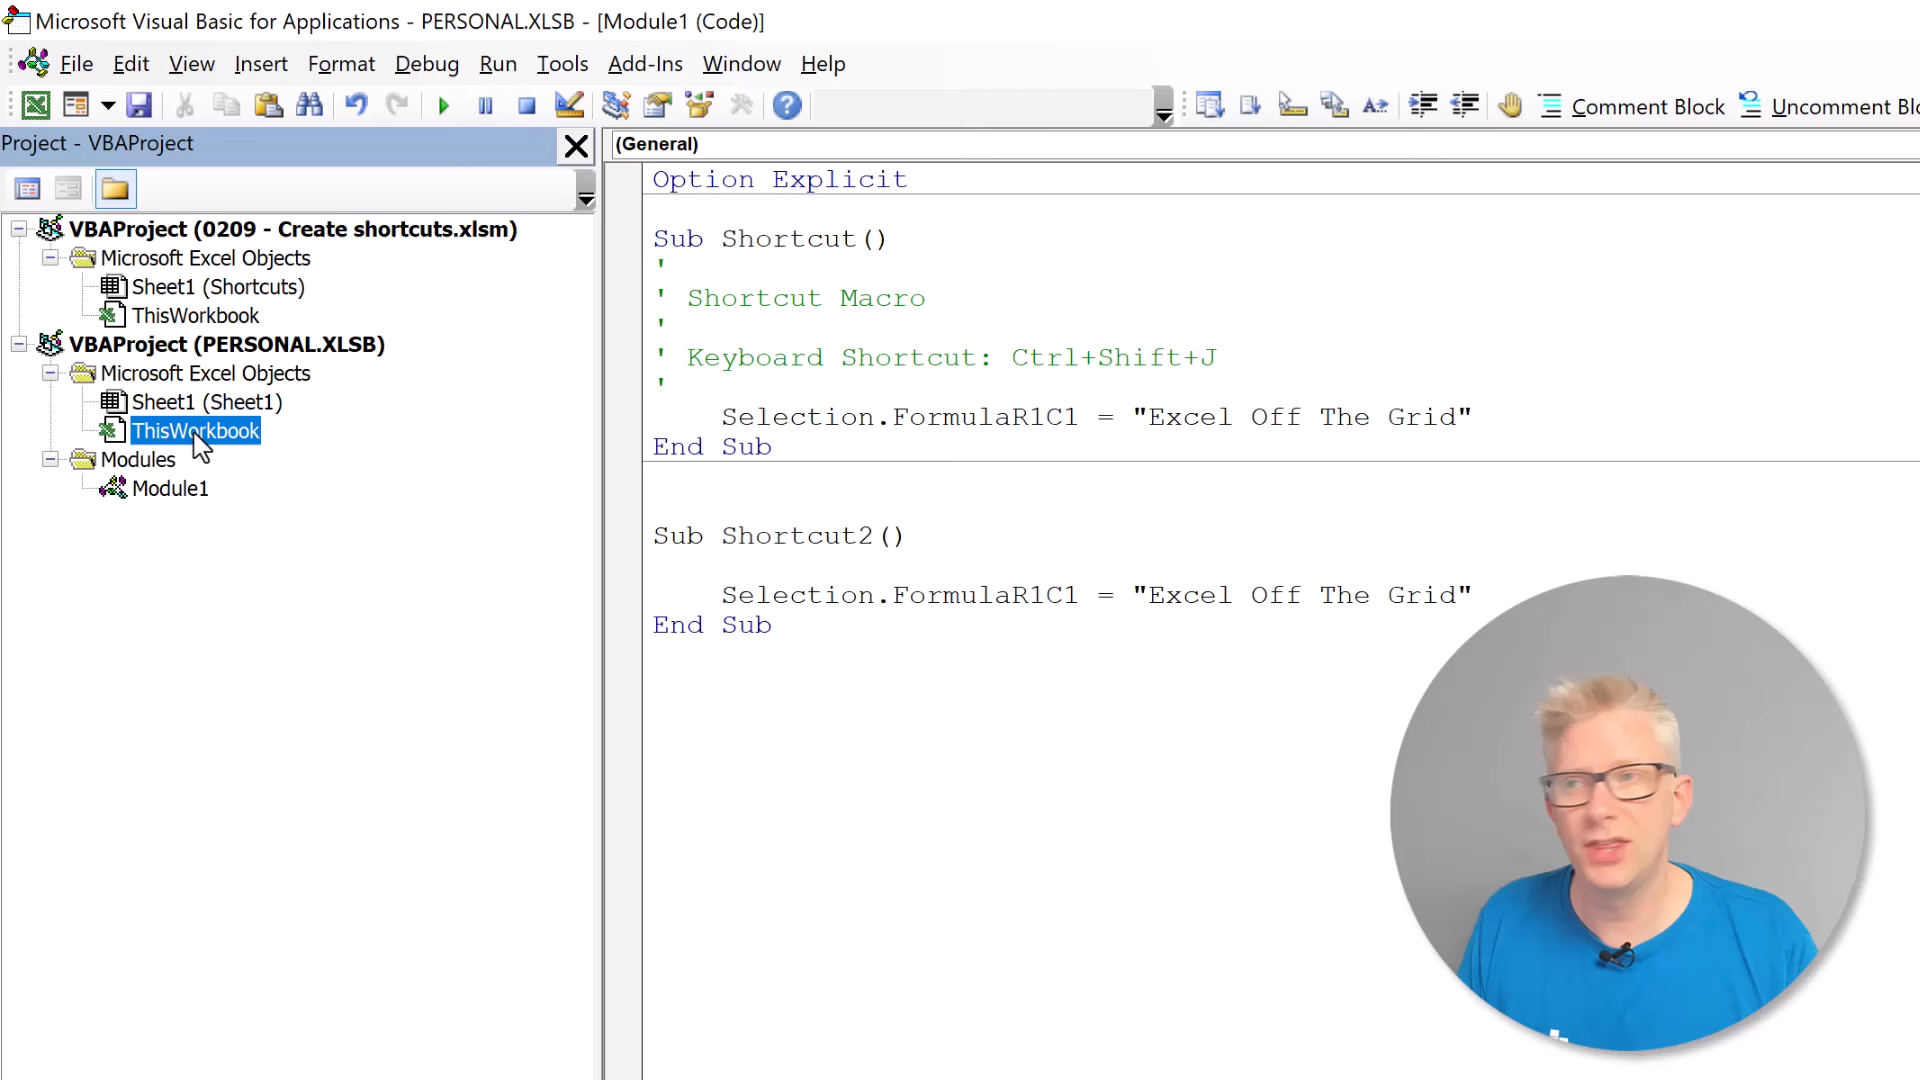 Microsoft Visual Basic for Applications - PERSONAL.XLSB - [Module1 (Code)]
File Edit View Insert Format Debug Run Tools Add-Ins Window Help
Comment Block Uncomment Blo
Project - VBAProject
(General)
VBAProject (0209 - Create shortcuts.xlsm)
Microsoft Excel Objects
Sheet1 (Shortcuts)
ThisWorkbook
VBAProject (PERSONAL.XLSB)
Microsoft Excel Objects
Sheet1 (Sheet1)
ThisWorkbook
Modules
Module1
Option Explicit
Sub Shortcut()
'
' Shortcut Macro
'
' Keyboard Shortcut: Ctrl+Shift+J
'
Selection.FormulaR1C1 = "Excel Off The Grid"
End Sub
Sub Shortcut2()
Selection.FormulaR1C1 = "Excel Off The Grid"
End Sub